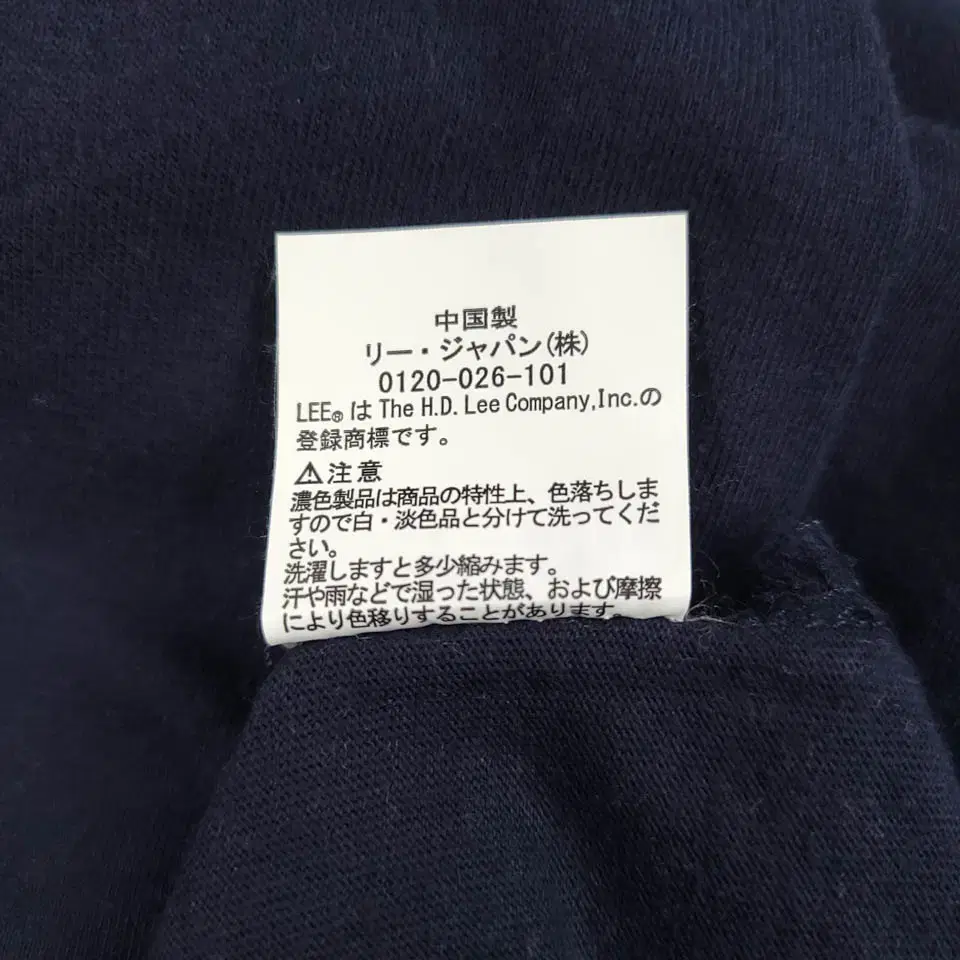 中国製
リー・ジャパン(株)
0120-026-101
LEE® は The H.D. Lee Company,Inc.の
登録商標です。
⚠注意
濃色製品は商品の特性上、色落ちしま
すので白・淡色品と分けて洗ってくだ
さい。
洗濯しますと多少縮みます。
汗や雨などで湿った状態、および摩擦
により色移りすることがあります。